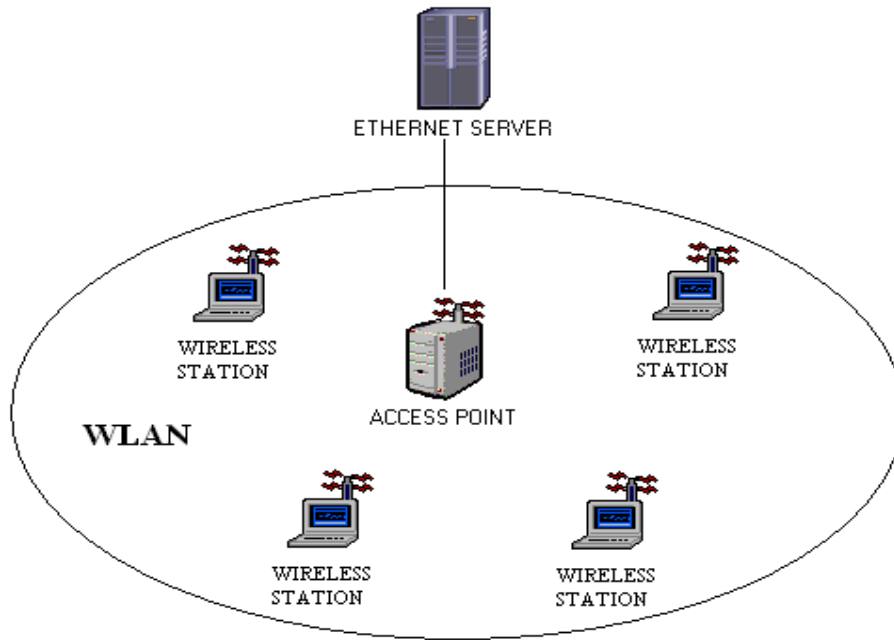 ETHERNET SERVER
WIRELESS
STATION
WIRELESS
STATION
ACCESS POINT
WLAN
WIRELESS
STATION
WIRELESS
STATION